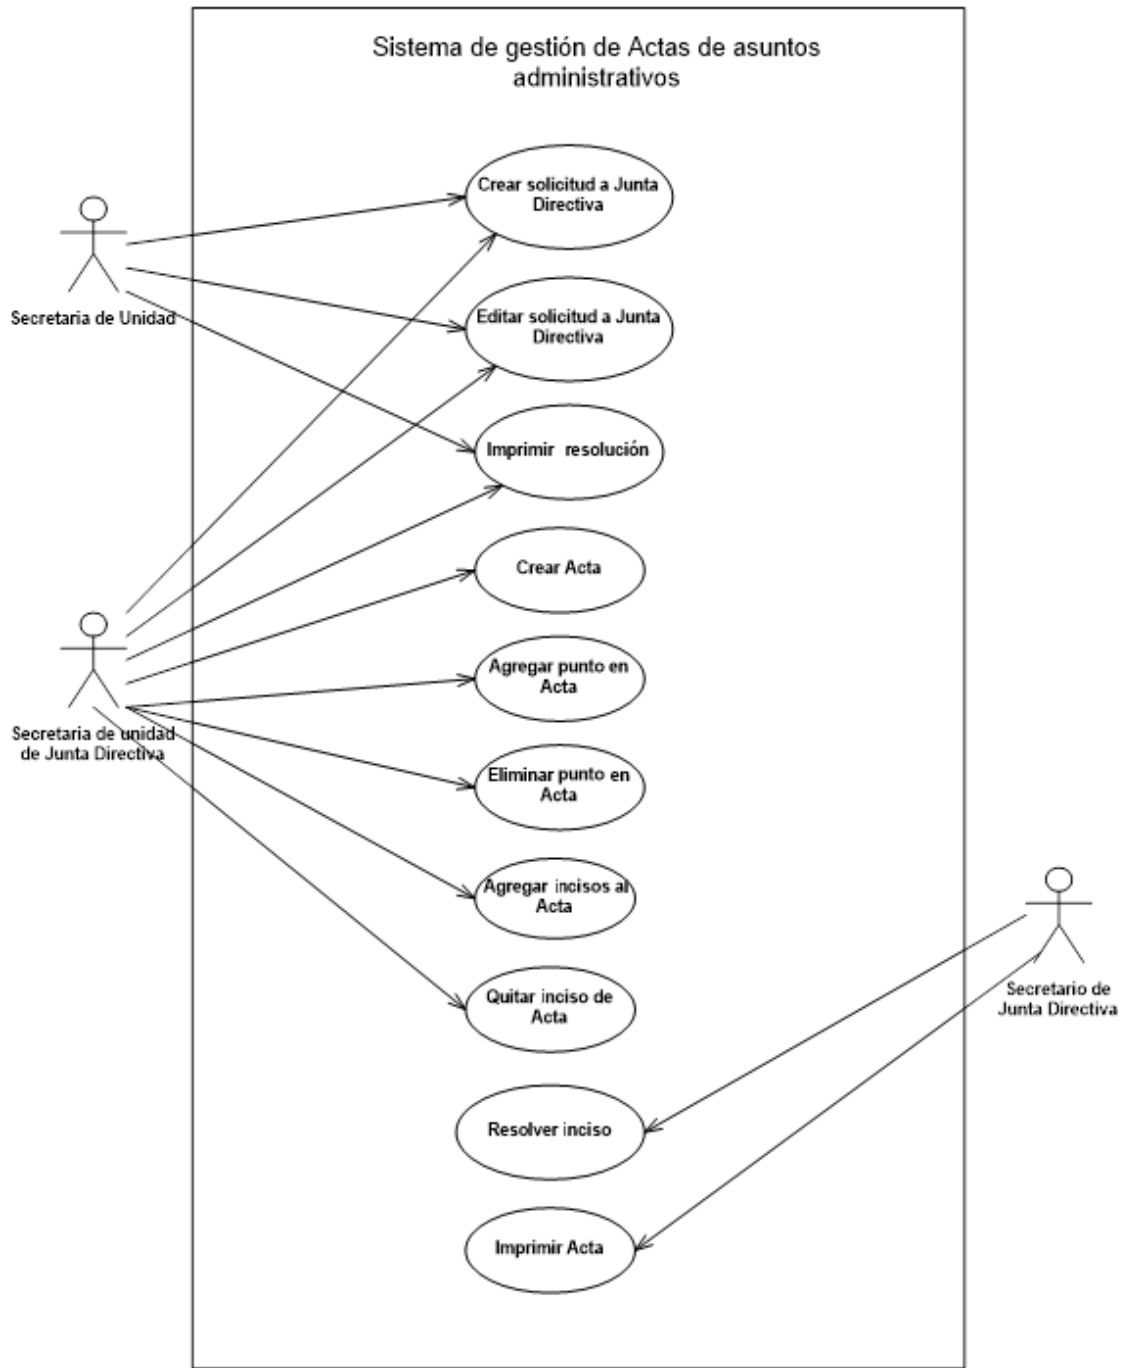 Sistema de gestión de Actas de asuntos
administrativos
Crear solicitud a Junta
Directiva
Secretaria de Unidad
Editar solicitud a Junta
Directiva
Imprimir resolución
Crear Acta
Agregar punto en
Acta
Secretaria de unidad
de Junta Directiva
Eliminar punto en
Acta
Agregar incisos al
Acta
Quitar inciso de
Acta
Secretario de
Junta Directiva
Resolver inciso
Imprimir Acta